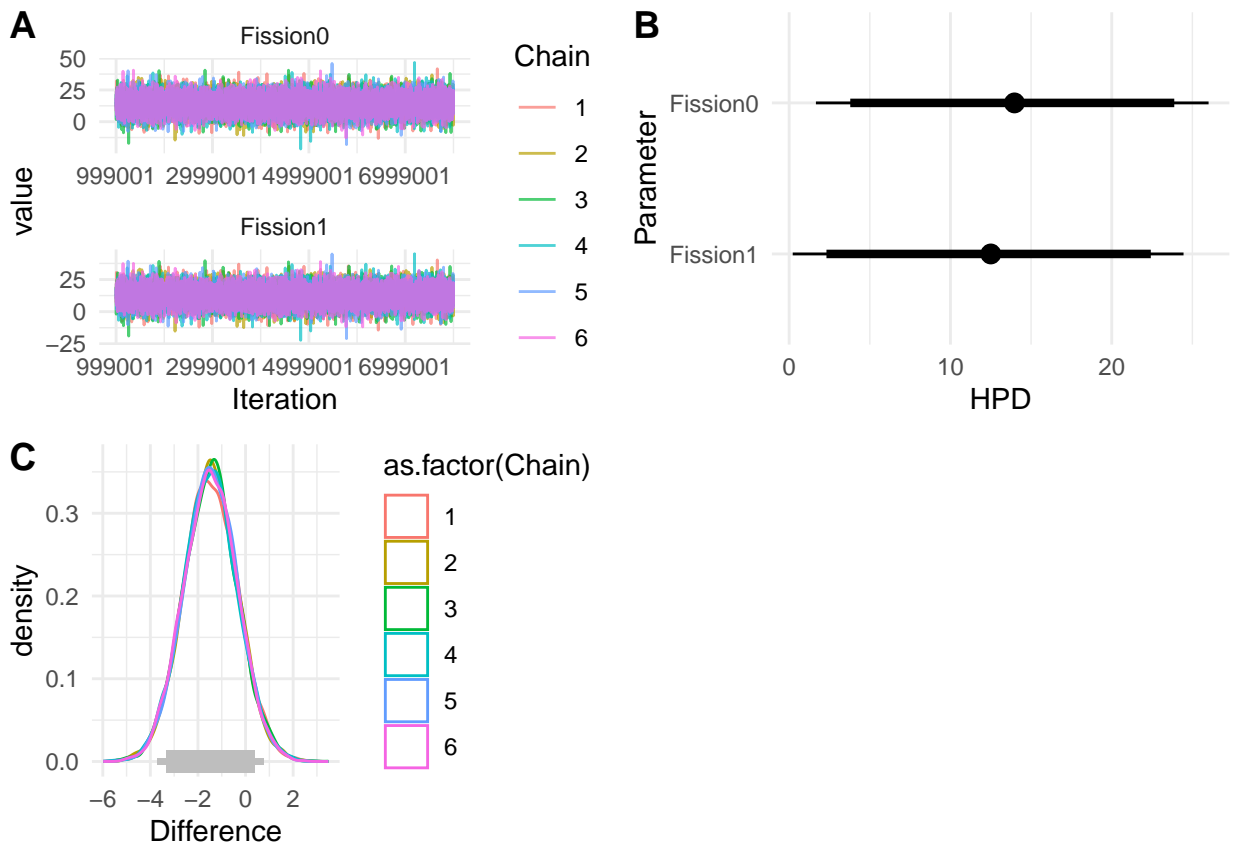 A
Fission0
50
25
0
999001 2999001 4999001 6999001
Fission1
25
0
−25
999001 2999001 4999001 6999001
value
Iteration
Chain
1
2
3
4
5
6
B
Fission0
Fission1
Parameter
0 10 20
HPD
C
0.3
0.2
0.1
0.0
density
−6 −4 −2 0 2
Difference
as.factor(Chain)
1
2
3
4
5
6